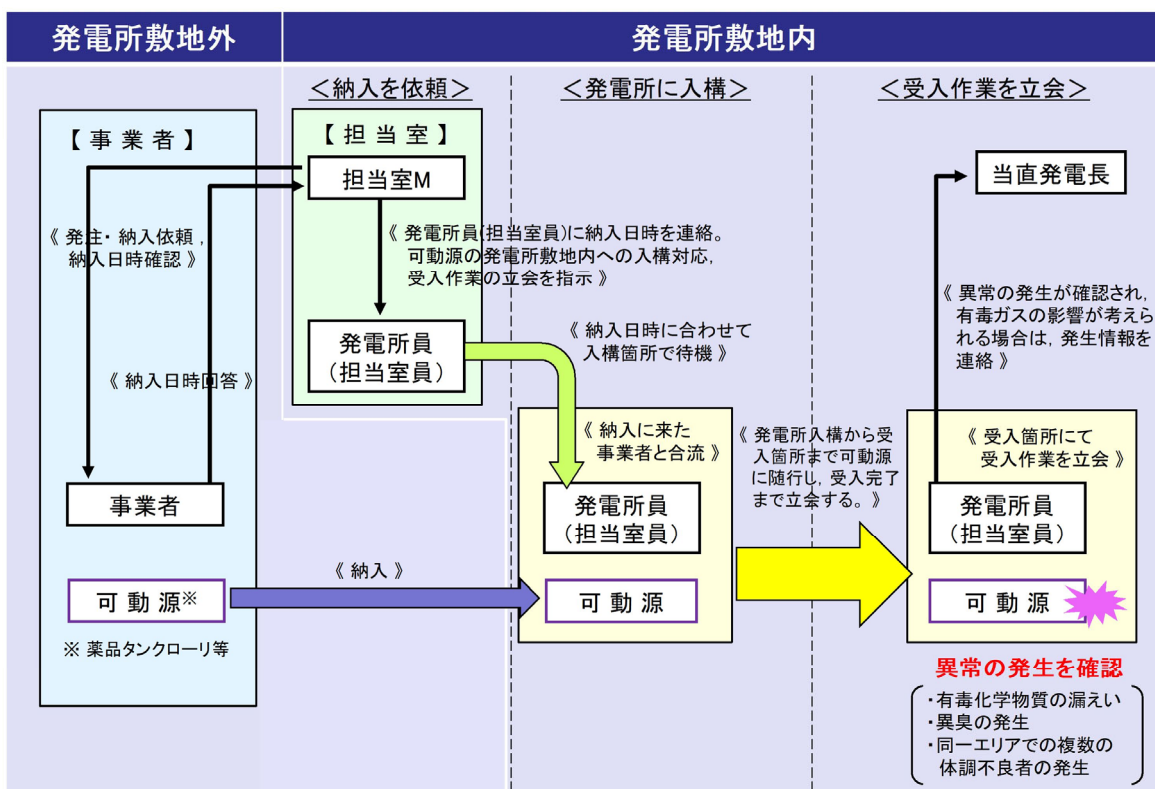 発電所敷地外
発電所敷地内
＜納入を依頼＞
＜発電所に入構＞
＜受入作業を立会＞
【 事 業 者 】
【 担 当 室 】
担当室M
当直発電長
《 発注・納入依頼，
納入日時確認 》
《 発電所員(担当室員)に納入日時を連絡。
可動源の発電所敷地内への入構対応，
受入作業の立会を指示 》
《 異常の発生が確認され，
有毒ガスの影響が考えら
れる場合は，発生情報を
連絡 》
発電所員
（担当室員）
《 納入日時に合わせて
入構箇所で待機 》
《 納入日時回答 》
《 納入に来た
事業者と合流 》
《 発電所入構から受
入箇所まで可動源
に随行し，受入完了
まで立会する。》
《 受入箇所にて
受入作業を立会 》
事業者
発電所員
（担当室員）
発電所員
（担当室員）
《 納入 》
可 動 源※
可 動 源
可 動 源
※ 薬品タンクローリ等
異常の発生を確認
・有毒化学物質の漏えい
・異臭の発生
・同一エリアでの複数の
体調不良者の発生